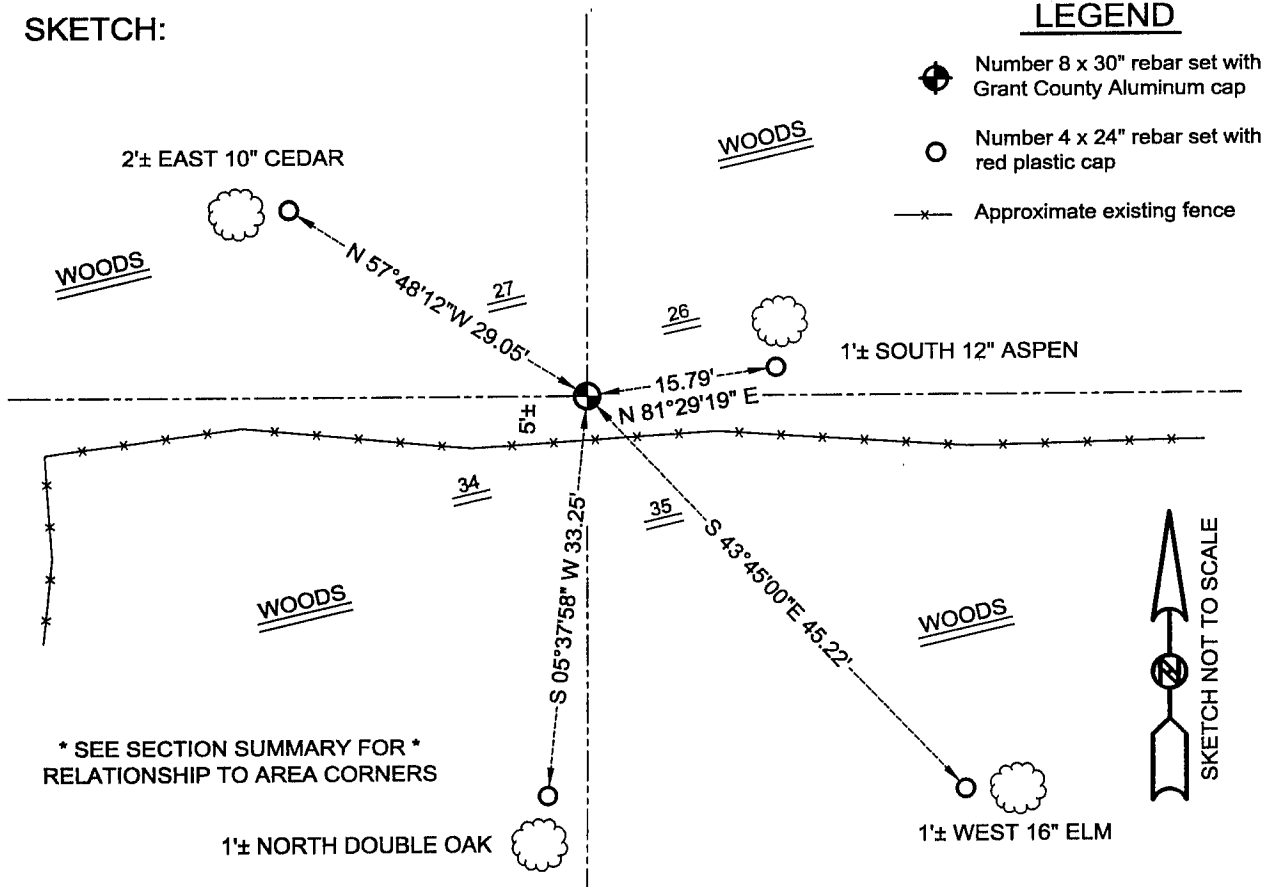 SKETCH:
LEGEND
Number 8 x 30" rebar set with
Grant County Aluminum cap
Number 4 x 24" rebar set with
red plastic cap
Approximate existing fence
WOODS
2'± EAST 10" CEDAR
WOODS
N 57°48'12"W 29.05'
27
26
1'± SOUTH 12" ASPEN
15.79'
N 81°29'19" E
5'±
34
35
S 05°37'58" W 33.25'
S 43°45'00"E 45.22'
WOODS
WOODS
N
SKETCH NOT TO SCALE
* SEE SECTION SUMMARY FOR *
RELATIONSHIP TO AREA CORNERS
1'± NORTH DOUBLE OAK
1'± WEST 16" ELM